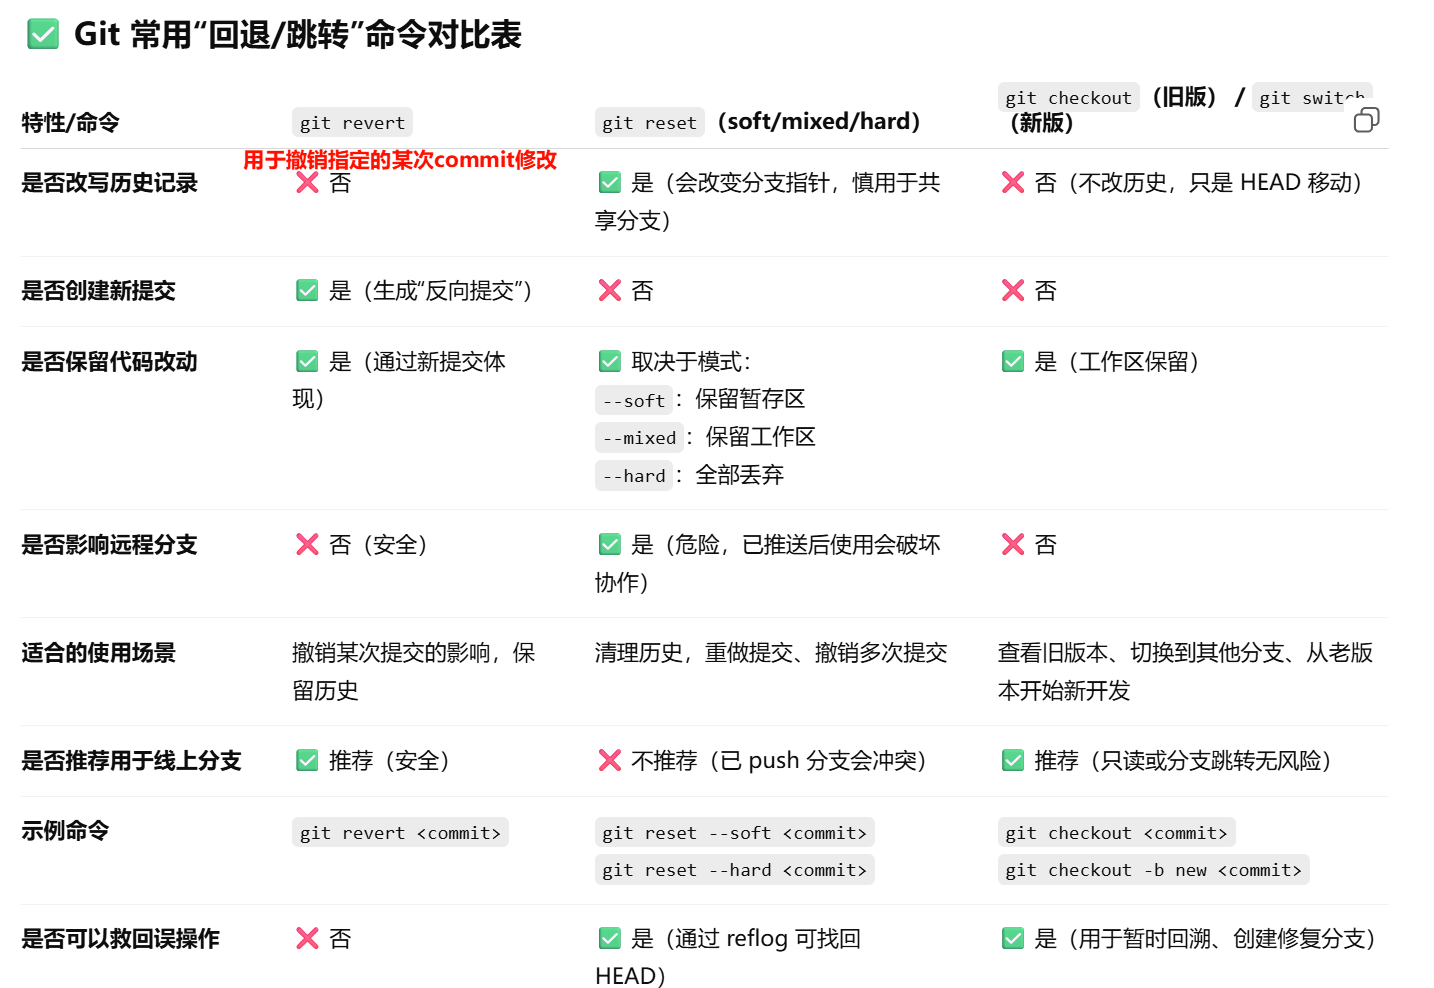 ✅ Git 常用“回退/跳转”命令对比表
特性/命令
git revert
git reset（soft/mixed/hard）
git checkout（旧版） / git switch
（新版）
用于撤销指定的某次commit修改
是否改写历史记录
❌ 否
✅ 是（会改变分支指针，慎用于共
享分支）
❌ 否（不改历史，只是 HEAD 移动）
是否创建新提交
✅ 是（生成“反向提交”）
❌ 否
❌ 否
是否保留代码改动
✅ 是（通过新提交体
现）
✅ 取决于模式：
--soft：保留暂存区
--mixed：保留工作区
--hard：全部丢弃
✅ 是（工作区保留）
是否影响远程分支
❌ 否（安全）
✅ 是（危险，已推送后使用会破坏
协作）
❌ 否
适合的使用场景
撤销某次提交的影响，保
留历史
清理历史，重做提交、撤销多次提交
查看旧版本、切换到其他分支、从老版
本开始新开发
是否推荐用于线上分支
✅ 推荐（安全）
❌ 不推荐（已 push 分支会冲突）
✅ 推荐（只读或分支跳转无风险）
示例命令
git revert <commit>
git reset --soft <commit>
git reset --hard <commit>
git checkout <commit>
git checkout -b new <commit>
是否可以救回误操作
❌ 否
✅ 是（通过 reflog 可找回
HEAD）
✅ 是（用于暂时回溯、创建修复分支）